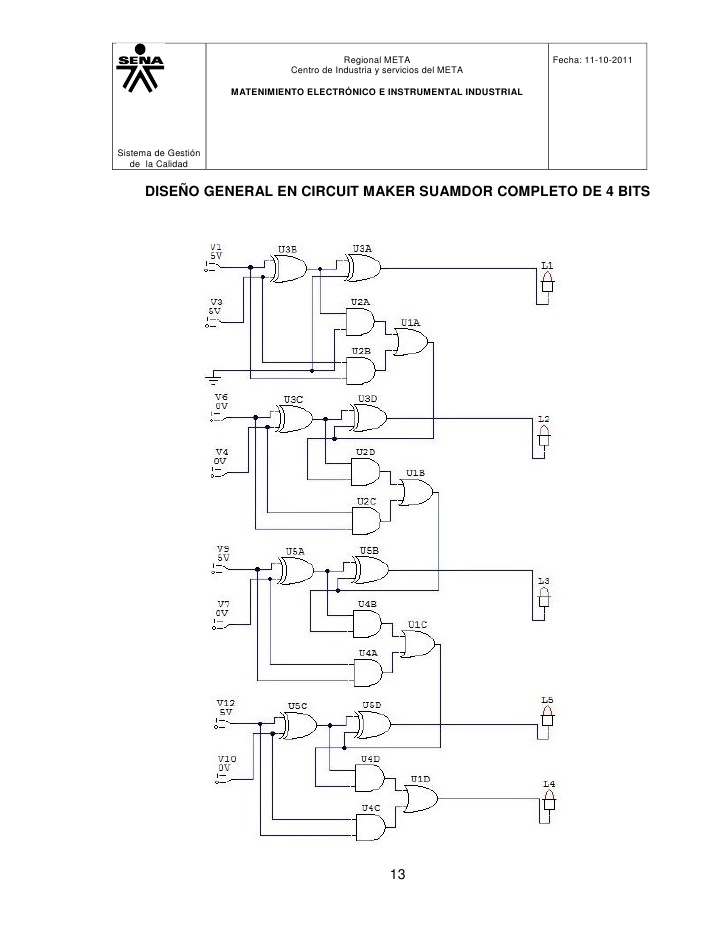 SENA
Sistema de Gestión
de la Calidad
Regional META
Centro de Industria y servicios del META
MATENIMIENTO ELECTRÓNICO E INSTRUMENTAL INDUSTRIAL
Fecha: 11-10-2011
DISEÑO GENERAL EN CIRCUIT MAKER SUAMDOR COMPLETO DE 4 BITS
V1
5V
U3B
U3A
L1
V3
5V
U2A
U1A
U2B
V6
0V
U3C
U3D
L2
V4
0V
U2D
U1B
U2C
V9
5V
U5A
U5B
L3
V7
0V
U4B
U1C
U4A
V12
5V
U5C
U5D
L5
V10
0V
U4D
U1D
L4
U4C
13